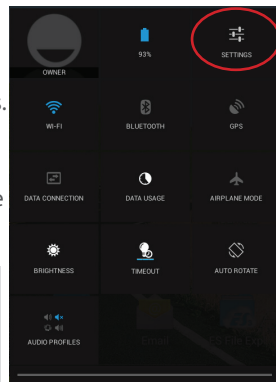 OWNER
93%
SETTINGS
s.
WI-FI
BLUETOOTH
GPS
DATA CONNECTION
DATA USAGE
AIRPLANE MODE
e
BRIGHTNESS
TIMEOUT
AUTO ROTATE
AUDIO PROFILES
Email